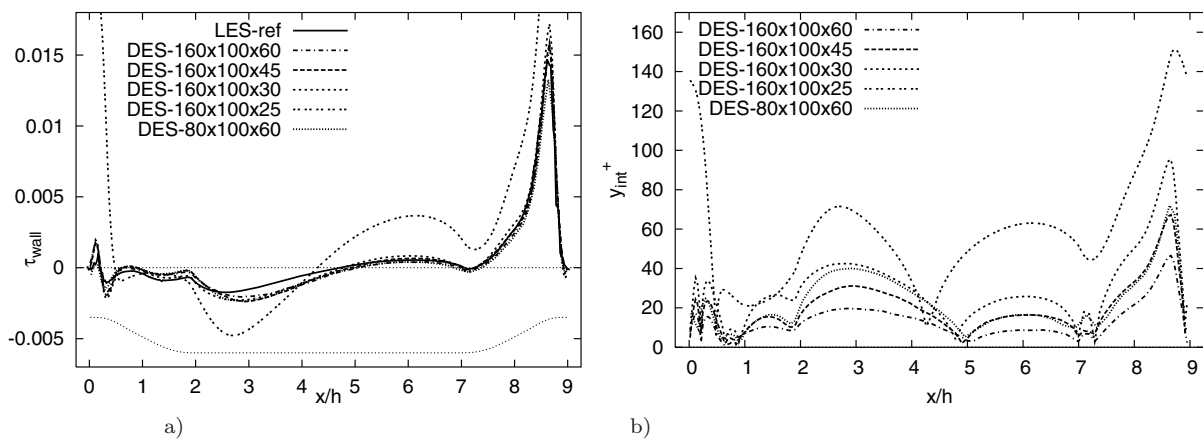 0.015
0.01
0.005
0
-0.005
τwall
LES-ref
DES-160x100x60
DES-160x100x45
DES-160x100x30
DES-160x100x25
DES-80x100x60
0 1 2 3 4 5 6 7 8 9
x/h
a)
160
140
120
100
80
60
40
20
0
yint+
DES-160x100x60
DES-160x100x45
DES-160x100x30
DES-160x100x25
DES-80x100x60
0 1 2 3 4 5 6 7 8 9
x/h
b)